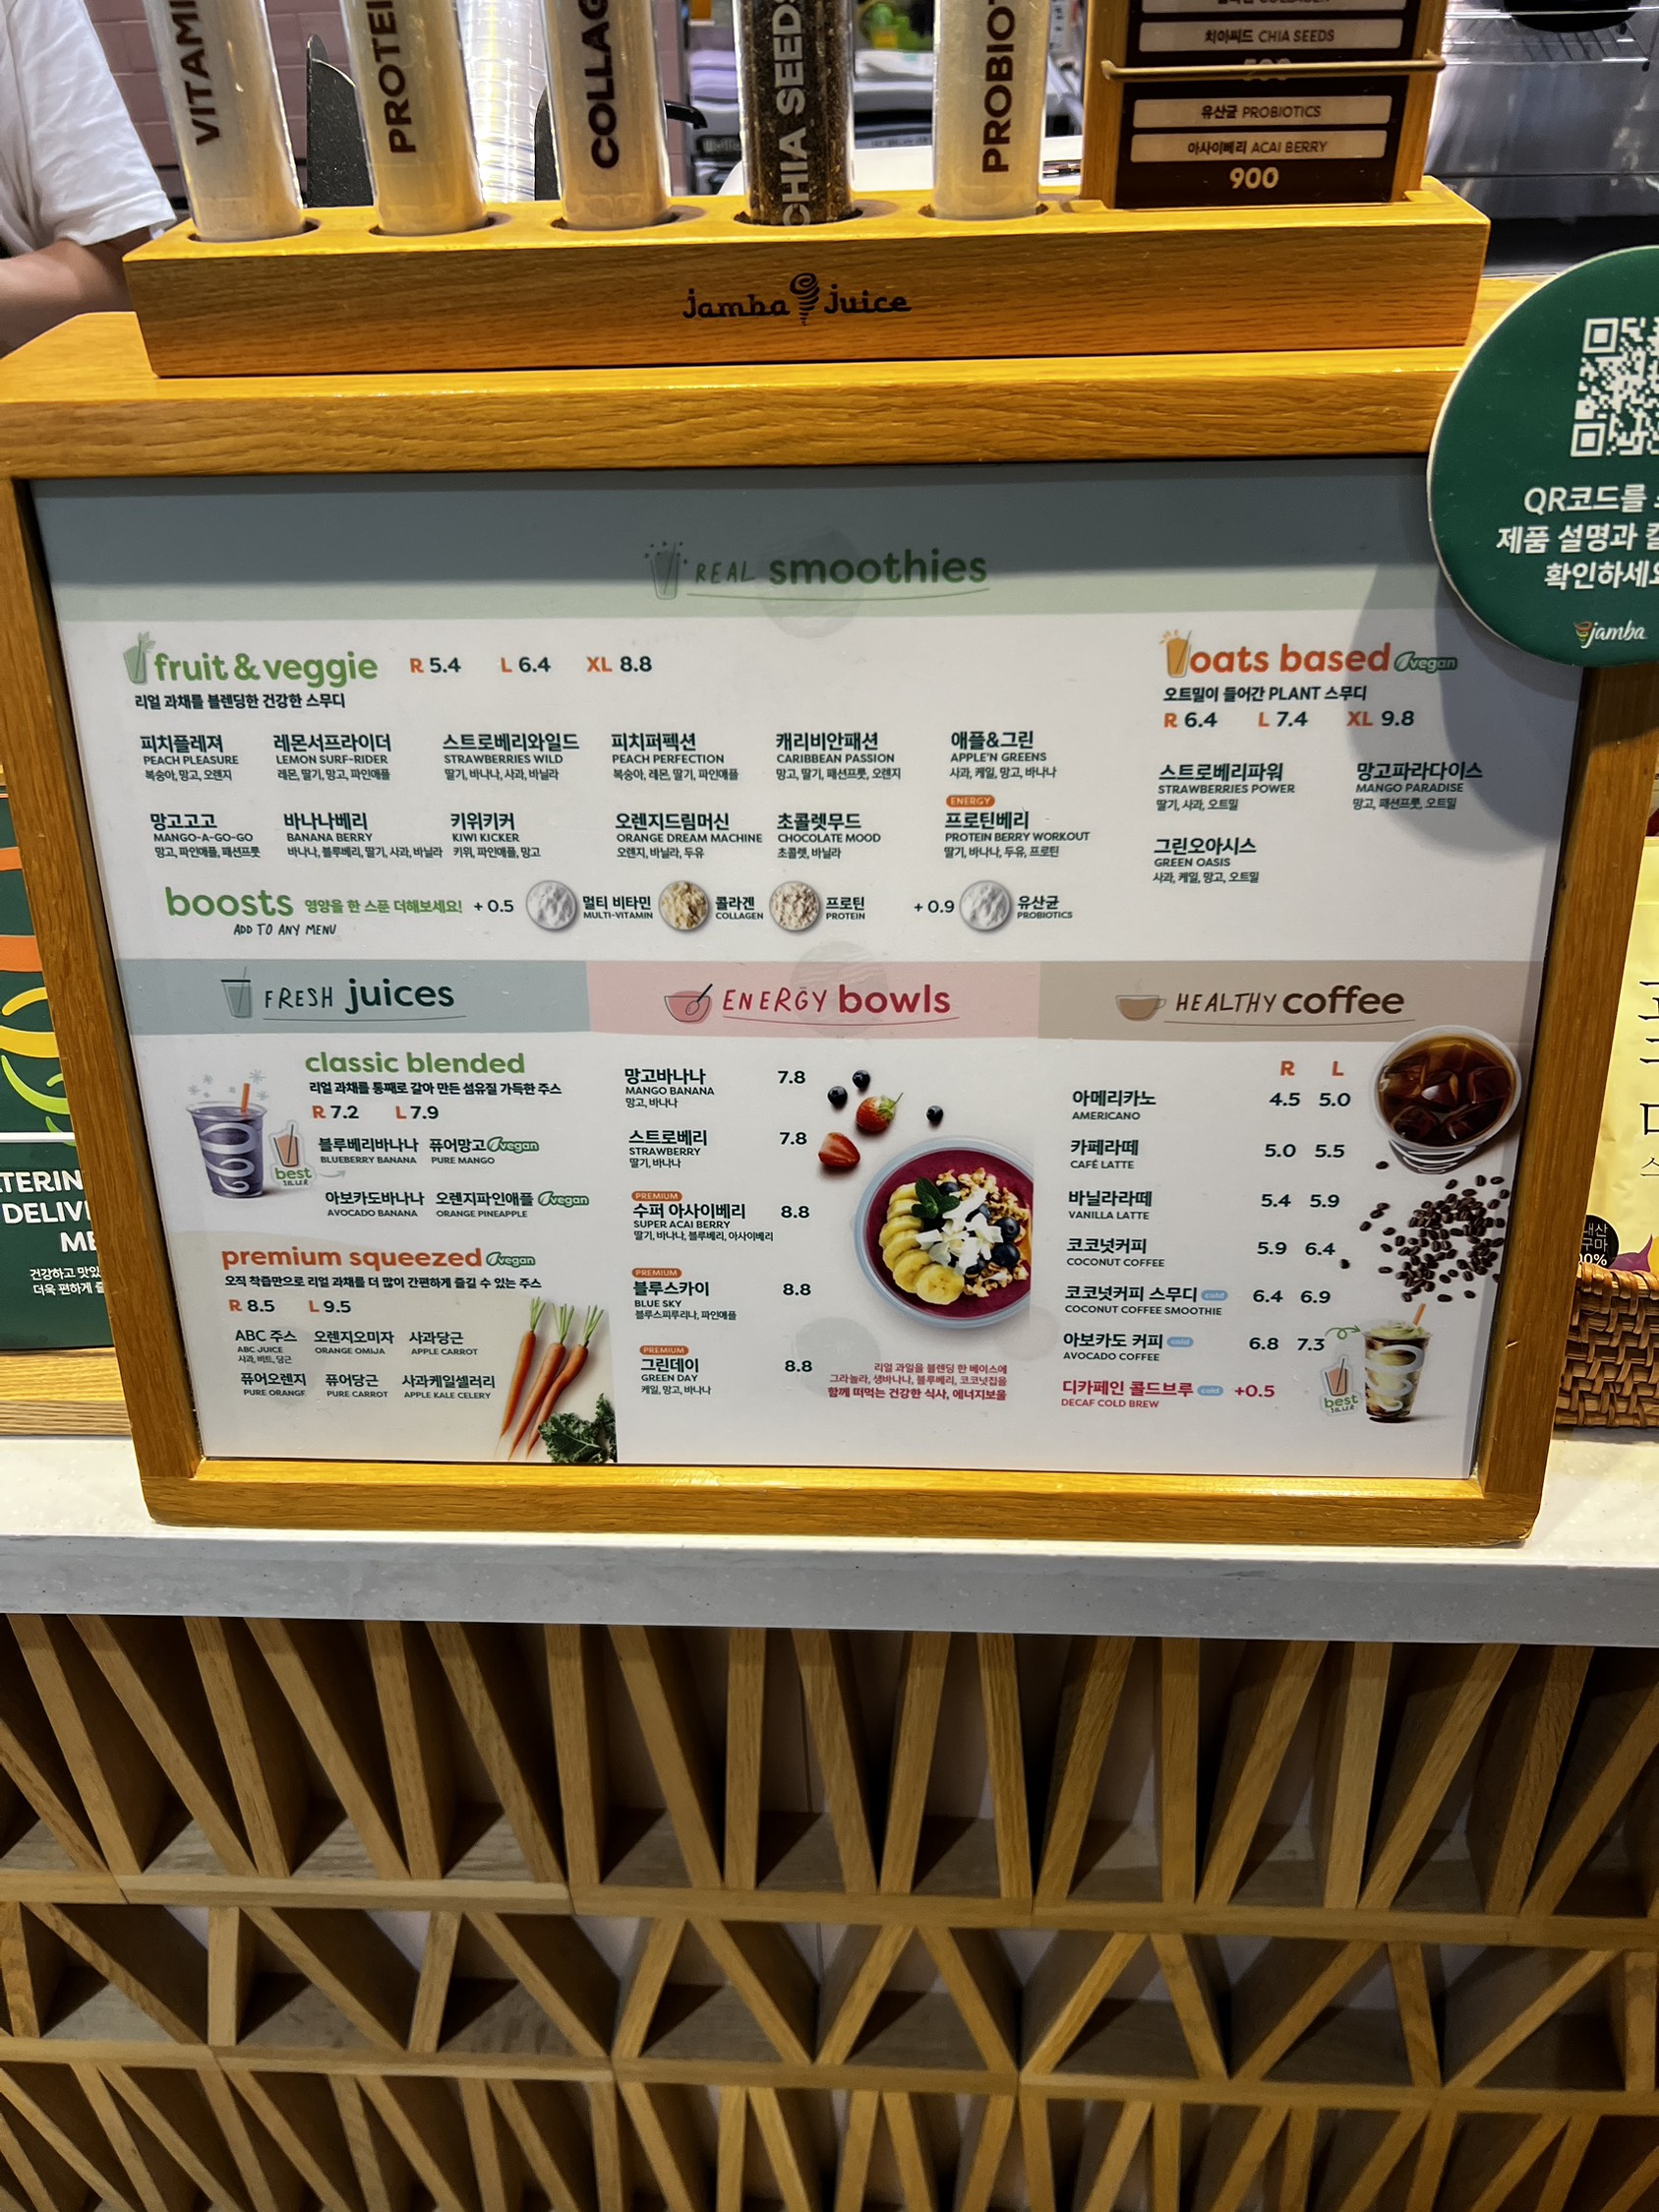 VITAMI
PROTEI
COLLAG
CHIA SEEDS
PROBIOT
치아씨드 CHIA SEEDS
유산균 PROBIOTICS
아사이베리 ACAI BERRY
900
jamba juice
QR코드를
제품 설명과 칼
확인하세요
jamba
REAL smoothies
fruit & veggie R 5.4 L 6.4 XL 8.8
리얼 과채를 블렌딩한 건강한 스무디
피치플레져
PEACH PLEASURE
복숭아, 망고, 오렌지
레몬서프라이더
LEMON SURF-RIDER
레몬, 딸기, 망고, 파인애플
스트로베리와일드
STRAWBERRIES WILD
딸기, 바나나, 사과, 바닐라
피치퍼펙션
PEACH PERFECTION
복숭아, 레몬, 딸기, 파인애플
캐리비안패션
CARIBBEAN PASSION
망고, 딸기, 패션프룻, 오렌지
애플&그린
APPLE'N GREENS
사과, 케일, 망고, 바나나
망고고고
MANGO-A-GO-GO
망고, 파인애플, 패션프룻
바나나베리
BANANA BERRY
바나나, 블루베리, 딸기, 사과, 바닐라
키위키커
KIWI KICKER
키위, 파인애플, 망고
오렌지드림머신
ORANGE DREAM MACHINE
오렌지, 바닐라, 두유
초콜렛무드
CHOCOLATE MOOD
초콜렛, 바닐라
ENERGY
프로틴베리
PROTEIN BERRY WORKOUT
딸기, 바나나, 두유, 프로틴
boosts 영양을 한 스푼 더해보세요! + 0.5
ADD TO ANY MENU
멀티 비타민
MULTI-VITAMIN
콜라겐
COLLAGEN
프로틴
PROTEIN
+ 0.9
유산균
PROBIOTICS
oats based vegan
오트밀이 들어간 PLANT 스무디
R 6.4 L 7.4 XL 9.8
스트로베리파워
STRAWBERRIES POWER
딸기, 사과, 오트밀
망고파라다이스
MANGO PARADISE
망고, 패션프룻, 오트밀
그린오아시스
GREEN OASIS
사과, 케일, 망고, 오트밀
FRESH juices
classic blended
리얼 과채를 통째로 갈아 만든 섬유질 가득한 주스
R 7.2 L 7.9
best
SELLER
블루베리바나나
BLUEBERRY BANANA
퓨어망고 vegan
PURE MANGO
아보카도바나나
AVOCADO BANANA
오렌지파인애플 vegan
ORANGE PINEAPPLE
premium squeezed vegan
오직 착즙만으로 리얼 과채를 더 많이 간편하게 즐길 수 있는 주스
R 8.5 L 9.5
ABC 주스
ABC JUICE
사과, 비트, 당근
오렌지오미자
ORANGE OMIJA
사과당근
APPLE CARROT
퓨어오렌지
PURE ORANGE
퓨어당근
PURE CARROT
사과케일셀러리
APPLE KALE CELERY
ENERGY bowls
망고바나나 7.8
MANGO BANANA
망고, 바나나
스트로베리 7.8
STRAWBERRY
딸기, 바나나
PREMIUM
수퍼 아사이베리 8.8
SUPER ACAI BERRY
딸기, 바나나, 블루베리, 아사이베리
PREMIUM
블루스카이 8.8
BLUE SKY
블루스피루리나, 파인애플
PREMIUM
그린데이 8.8
GREEN DAY
케일, 망고, 바나나
리얼 과일을 블렌딩 한 베이스에
그라놀라, 생바나나, 블루베리, 코코넛칩을
함께 떠먹는 건강한 식사, 에너지보울
HEALTHY coffee
R L
아메리카노 4.5 5.0
AMERICANO
카페라떼 5.0 5.5
CAFÉ LATTE
바닐라라떼 5.4 5.9
VANILLA LATTE
코코넛커피 5.9 6.4
COCONUT COFFEE
코코넛커피 스무디 cold 6.4 6.9
COCONUT COFFEE SMOOTHIE
아보카도 커피 cold 6.8 7.3
AVOCADO COFFEE
디카페인 콜드브루 cold +0.5
DECAF COLD BREW
best
SELLER
TERIN
DELIV
ME
건강하고 맛있
더욱 편하게 즐